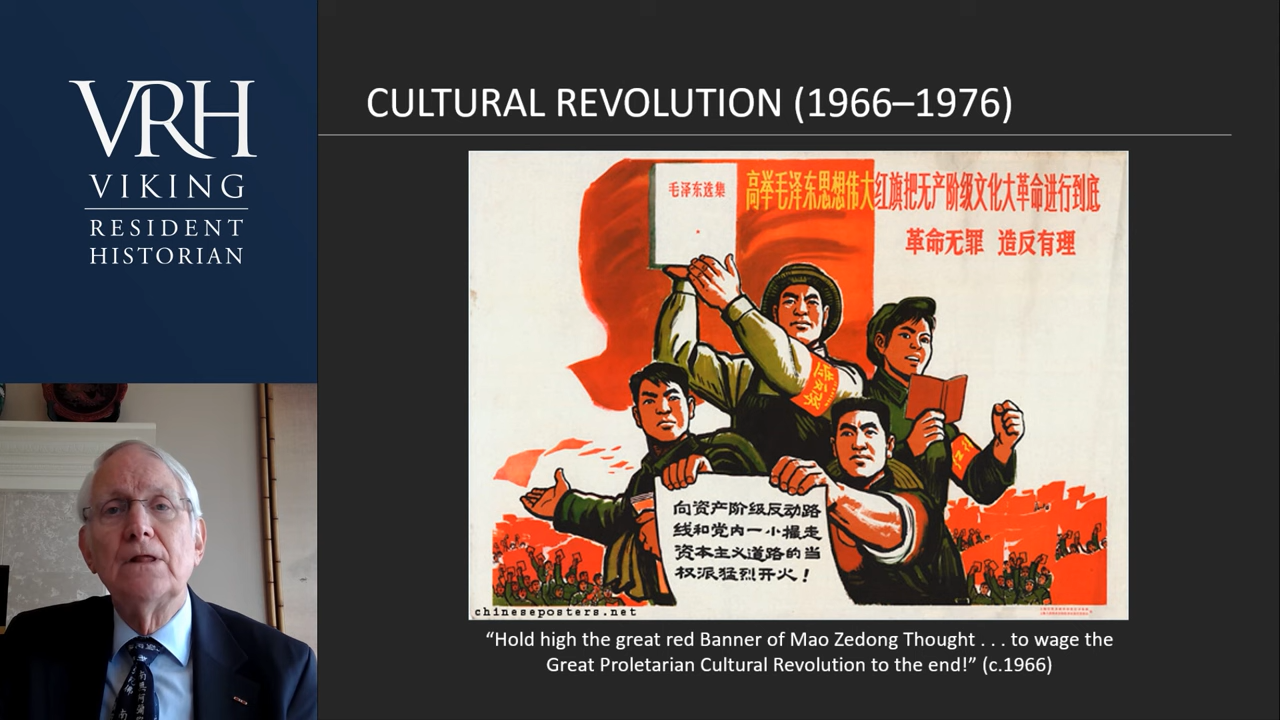 VRH
VIKING
RESIDENT
HISTORIAN
CULTURAL REVOLUTION (1966–1976)
毛泽东选集
高举毛泽东思想伟大红旗把无产阶级文化大革命进行到底
革命无罪 造反有理
向资产阶级反动路
线和党内一小撮走
资本主义道路的当
权派猛烈开火！
chineseposters.net
“Hold high the great red Banner of Mao Zedong Thought . . . to wage the
Great Proletarian Cultural Revolution to the end!” (c.1966)